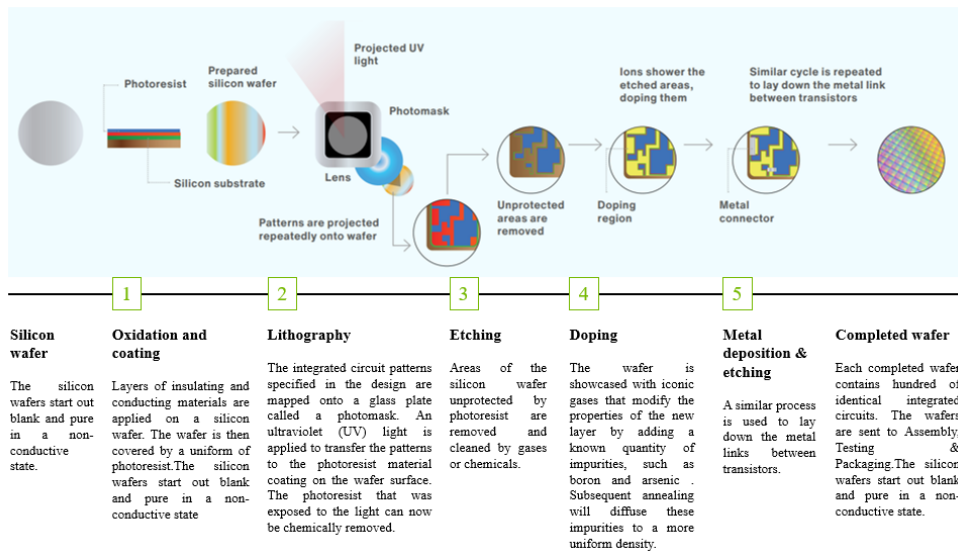 Projected UV
light
Photoresist
Prepared
silicon wafer
Photomask
Ions shower the
etched areas,
doping them
Similar cycle is repeated
to lay down the metal link
between transistors
Silicon substrate
Lens
Patterns are projected
repeatedly onto wafer
Unprotected
areas are
removed
Doping
region
Metal
connector
1
2
3
4
5
Silicon
wafer
The silicon
wafers start out
blank and pure
in a non-
conductive
state.
Oxidation and
coating
Layers of insulating and
conducting materials are
applied on a silicon
wafer. The wafer is then
covered by a uniform of
photoresist.The silicon
wafers start out blank
and pure in a non-
conductive state
Lithography
The integrated circuit patterns
specified in the design are
mapped onto a glass plate
called a photomask. An
ultraviolet (UV) light is
applied to transfer the patterns
to the photoresist material
coating on the wafer surface.
The photoresist that was
exposed to the light can now
be chemically removed.
Etching
Areas of the
silicon wafer
unprotected by
photoresist are
removed and
cleaned by gases
or chemicals.
Doping
The wafer is
showcased with iconic
gases that modify the
properties of the new
layer by adding a
known quantity of
impurities, such as
boron and arsenic .
Subsequent annealing
will diffuse these
impurities to a more
uniform density.
Metal
deposition &
etching
A similar process
is used to lay
down the metal
links between
transistors.
Completed wafer
Each completed wafer
contains hundred of
identical integrated
circuits. The wafers
are sent to Assembly,
Testing &
Packaging.The silicon
wafers start out blank
and pure in a non-
conductive state.